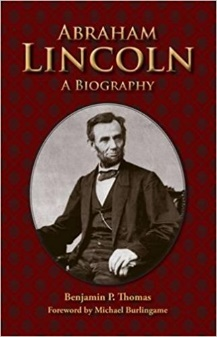 ABRAHAM
LINCOLN
A BIOGRAPHY
Benjamin P. Thomas
Foreword by Michael Burlingame